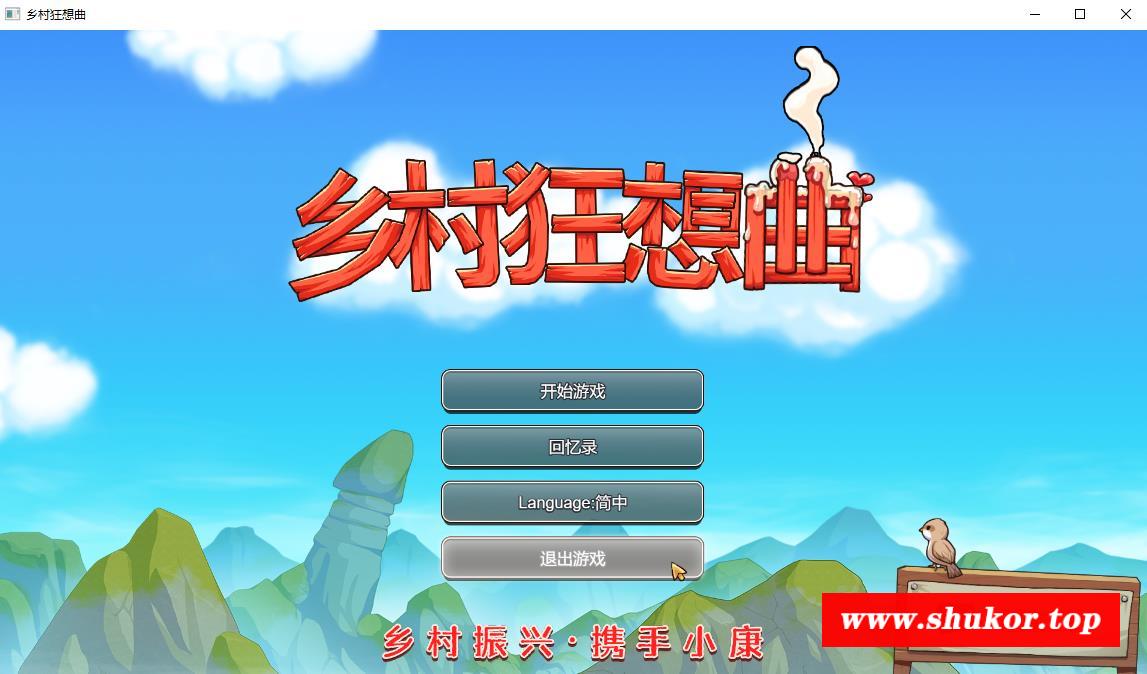 乡村狂想曲
乡村狂想曲
开始游戏
回忆录
Language:简中
退出游戏
www.shukor.top
乡村振兴·携手小康